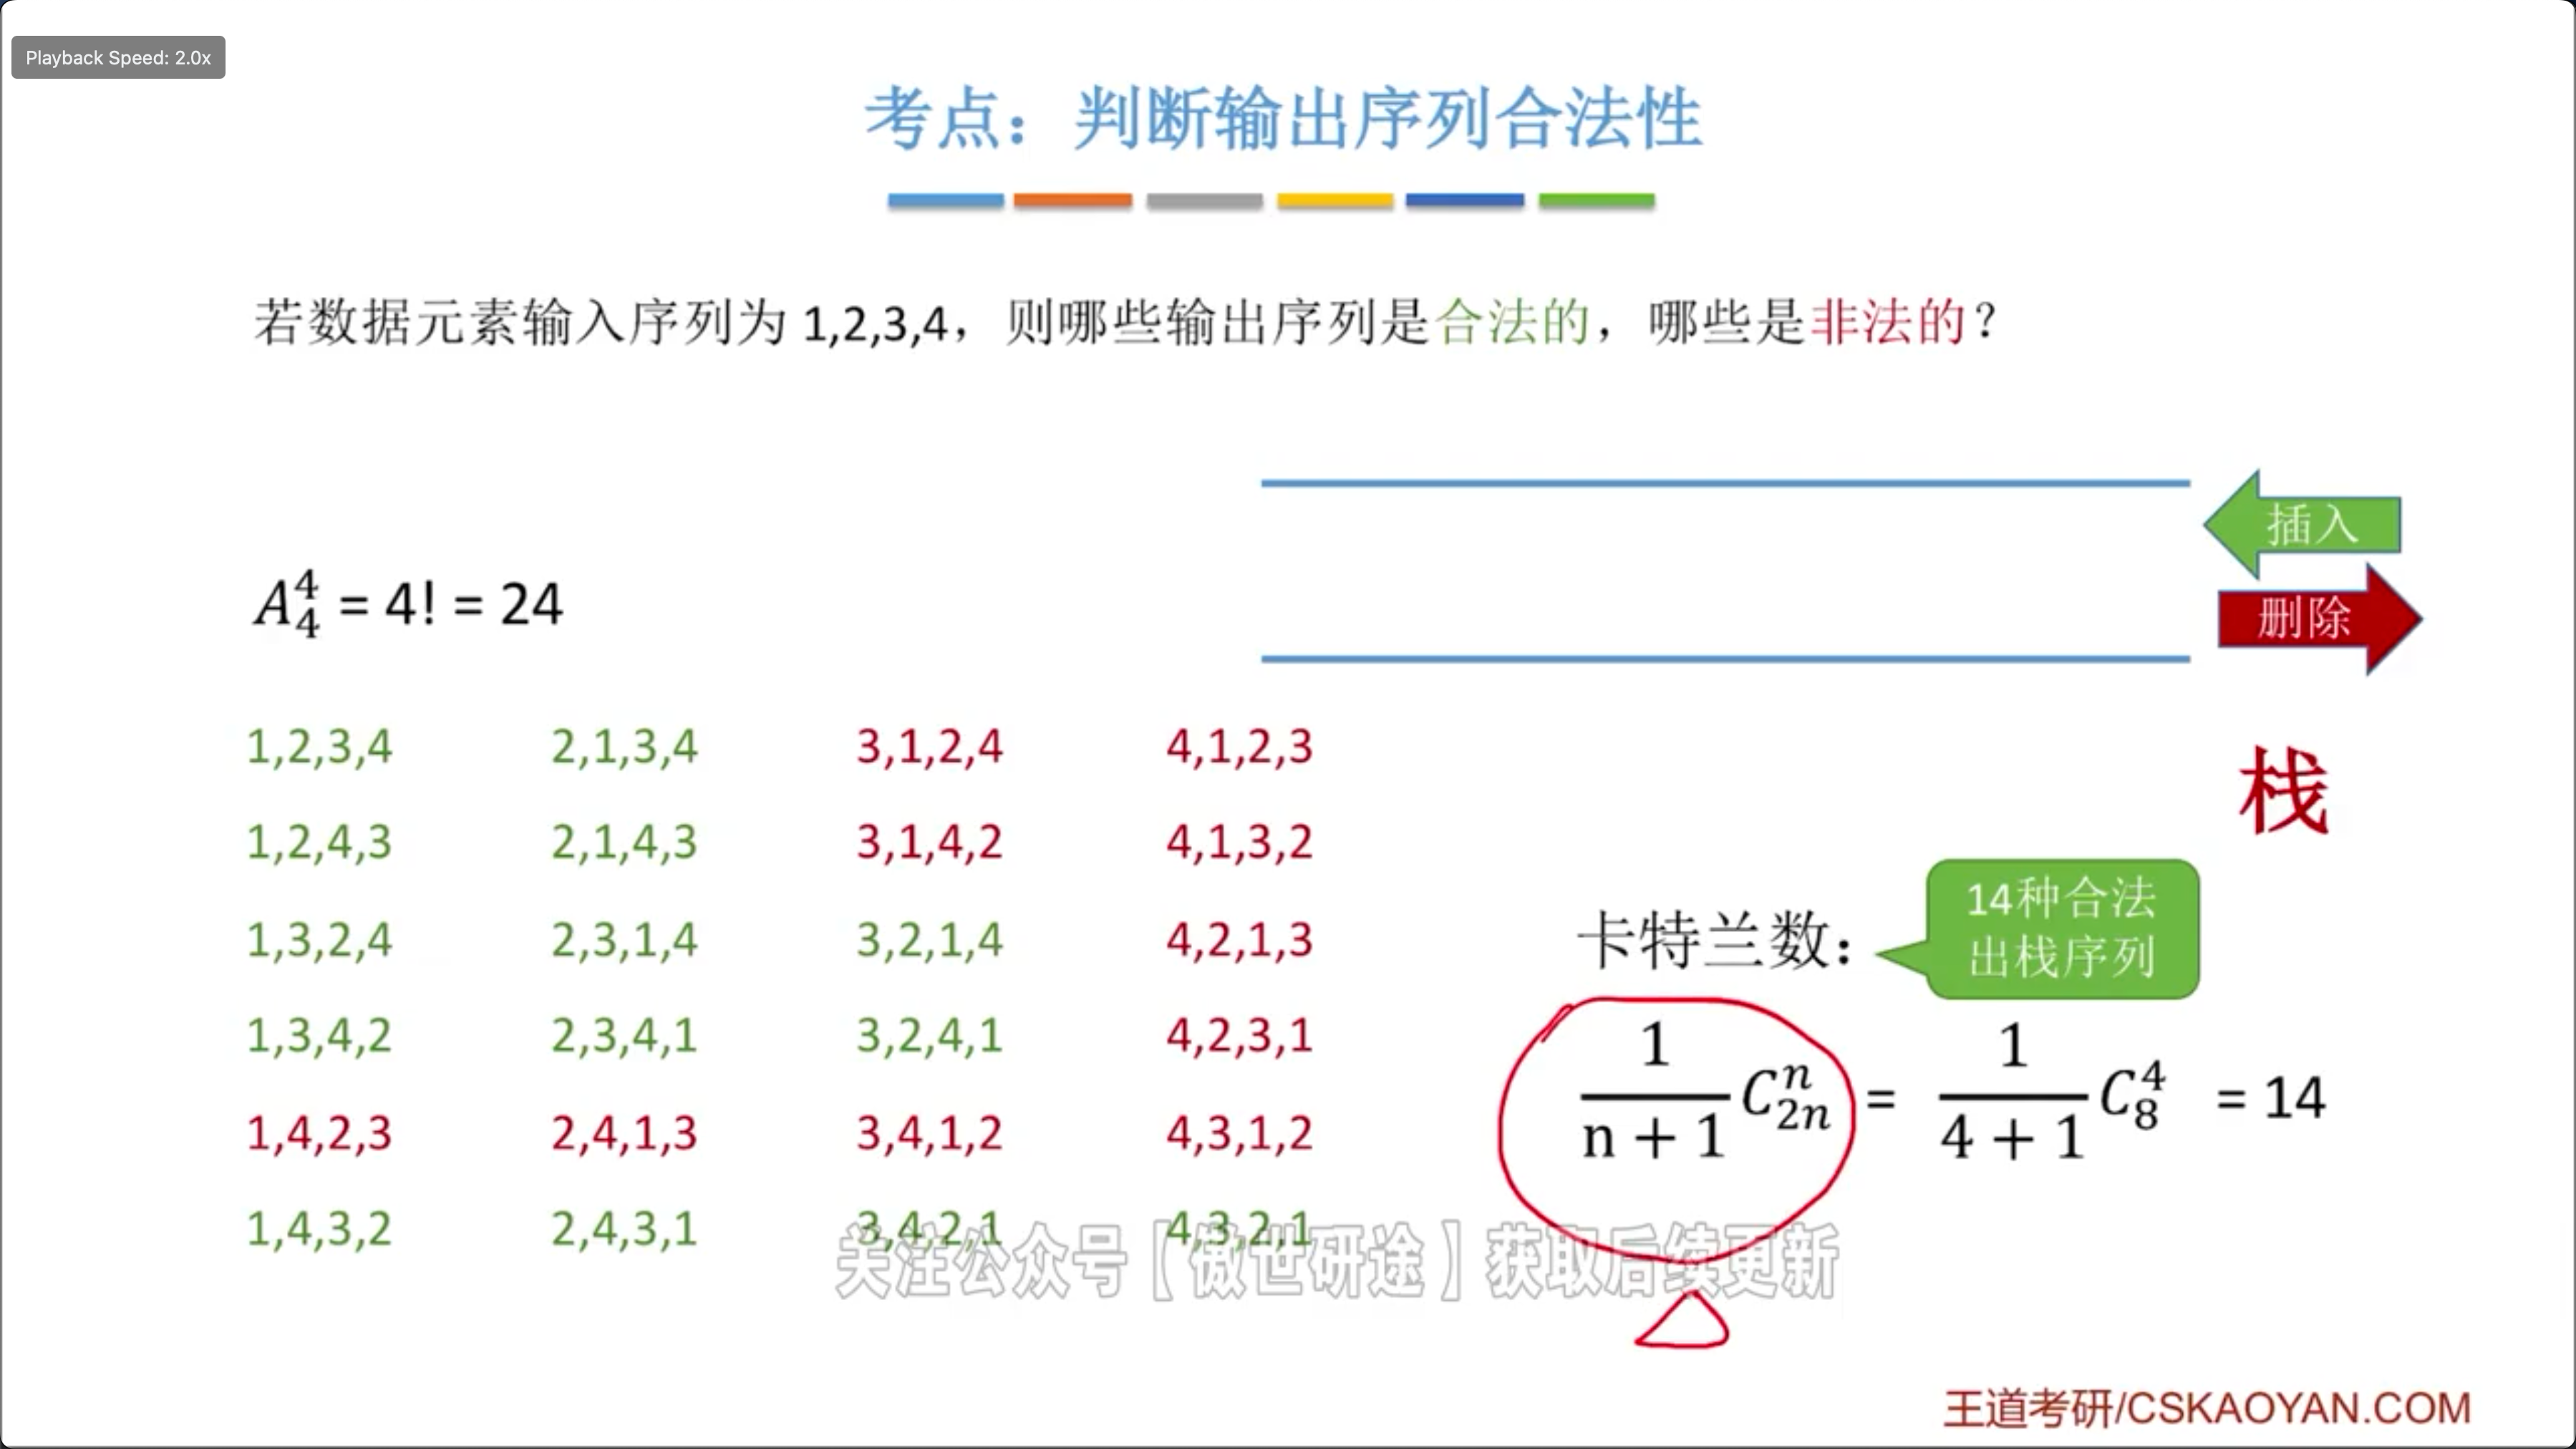 Playback Speed: 2.0x
考点：判断输出序列合法性
若数据元素输入序列为 1,2,3,4，则哪些输出序列是合法的，哪些是非法的？
插入
删除
A_4^4 = 4! = 24
1,2,3,4 2,1,3,4 3,1,2,4 4,1,2,3
栈
1,2,4,3 2,1,4,3 3,1,4,2 4,1,3,2
1,3,2,4 2,3,1,4 3,2,1,4 4,2,1,3
1,3,4,2 2,3,4,1 3,2,4,1 4,2,3,1
1,4,2,3 2,4,1,3 3,4,1,2 4,3,1,2
1,4,3,2 2,4,3,1 3,4,2,1 4,3,2,1
14种合法
出栈序列
卡特兰数：
\frac{1}{n+1} C_{2n}^{n} = \frac{1}{4+1} C_8^4 = 14
关注公众号【傲世研途】获取后续更新
王道考研/CSKAOYAN.COM